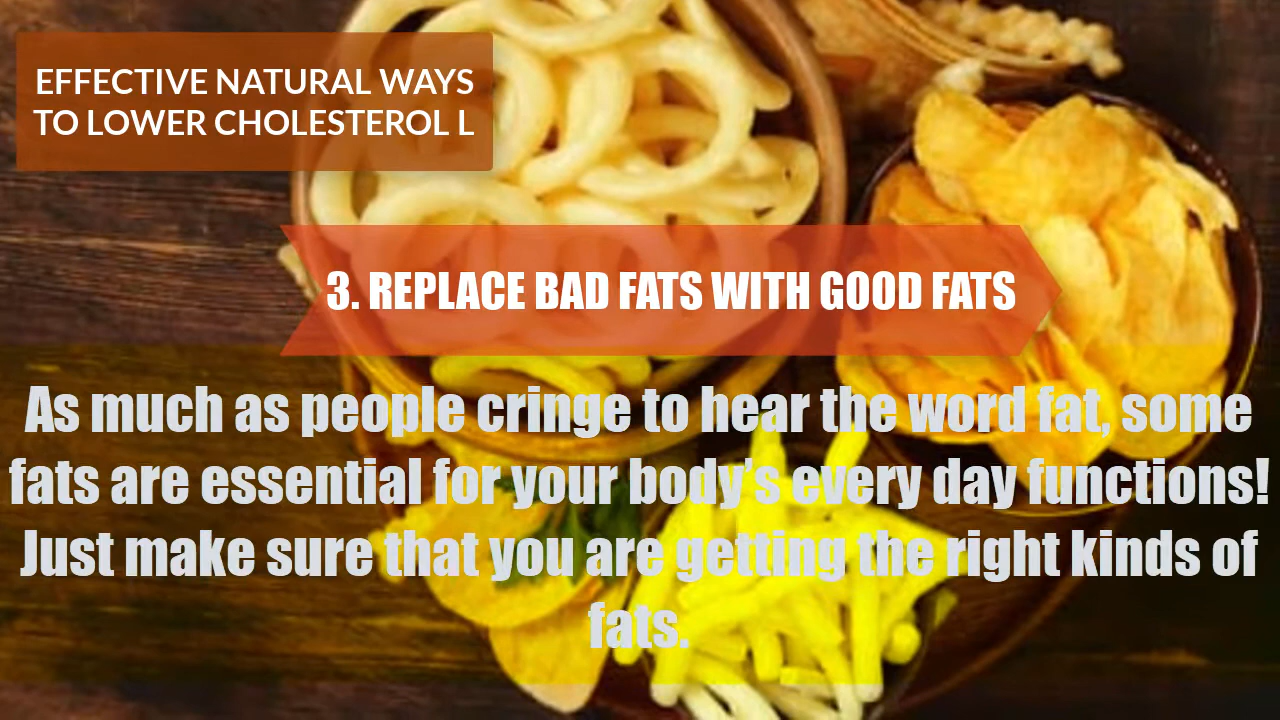 EFFECTIVE NATURAL WAYS
TO LOWER CHOLESTEROL L
3. REPLACE BAD FATS WITH GOOD FATS
As much as people cringe to hear the word fat, some
fats are essential for your body’s every day functions!
Just make sure that you are getting the right kinds of
fats.